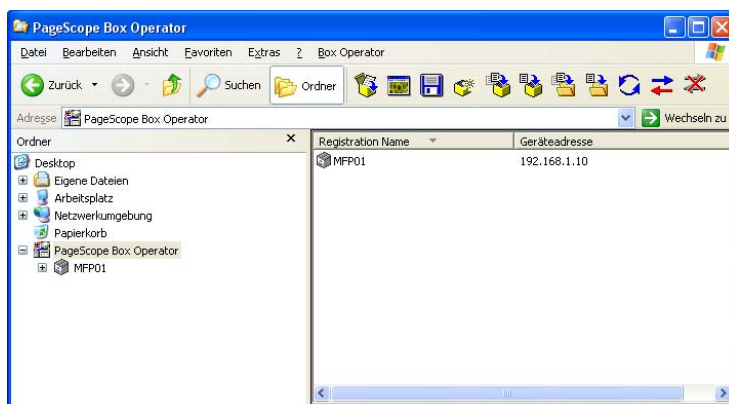 PageScope Box Operator
Datei Bearbeiten Ansicht Favoriten Extras ? Box Operator
Zurück Suchen Ordner
Adresse PageScope Box Operator Wechseln zu
Ordner
Registration Name Geräteadresse
Desktop
MFP01 192.168.1.10
Eigene Dateien
Arbeitsplatz
Netzwerkumgebung
Papierkorb
PageScope Box Operator
MFP01